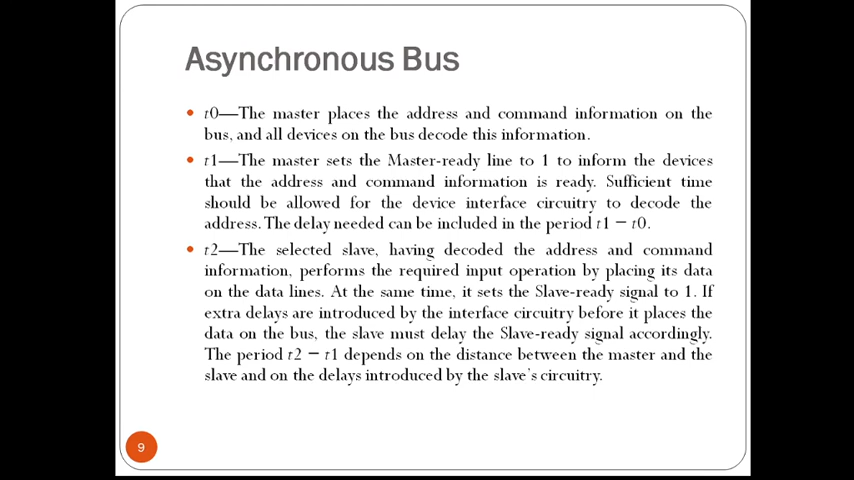 Asynchronous Bus
• t0—The master places the address and command information on the
bus, and all devices on the bus decode this information.
• t1—The master sets the Master-ready line to 1 to inform the devices
that the address and command information is ready. Sufficient time
should be allowed for the device interface circuitry to decode the
address. The delay needed can be included in the period t1 − t0.
• t2—The selected slave, having decoded the address and command
information, performs the required input operation by placing its data
on the data lines. At the same time, it sets the Slave-ready signal to 1. If
extra delays are introduced by the interface circuitry before it places the
data on the bus, the slave must delay the Slave-ready signal accordingly.
The period t2 − t1 depends on the distance between the master and the
slave and on the delays introduced by the slave's circuitry.
9